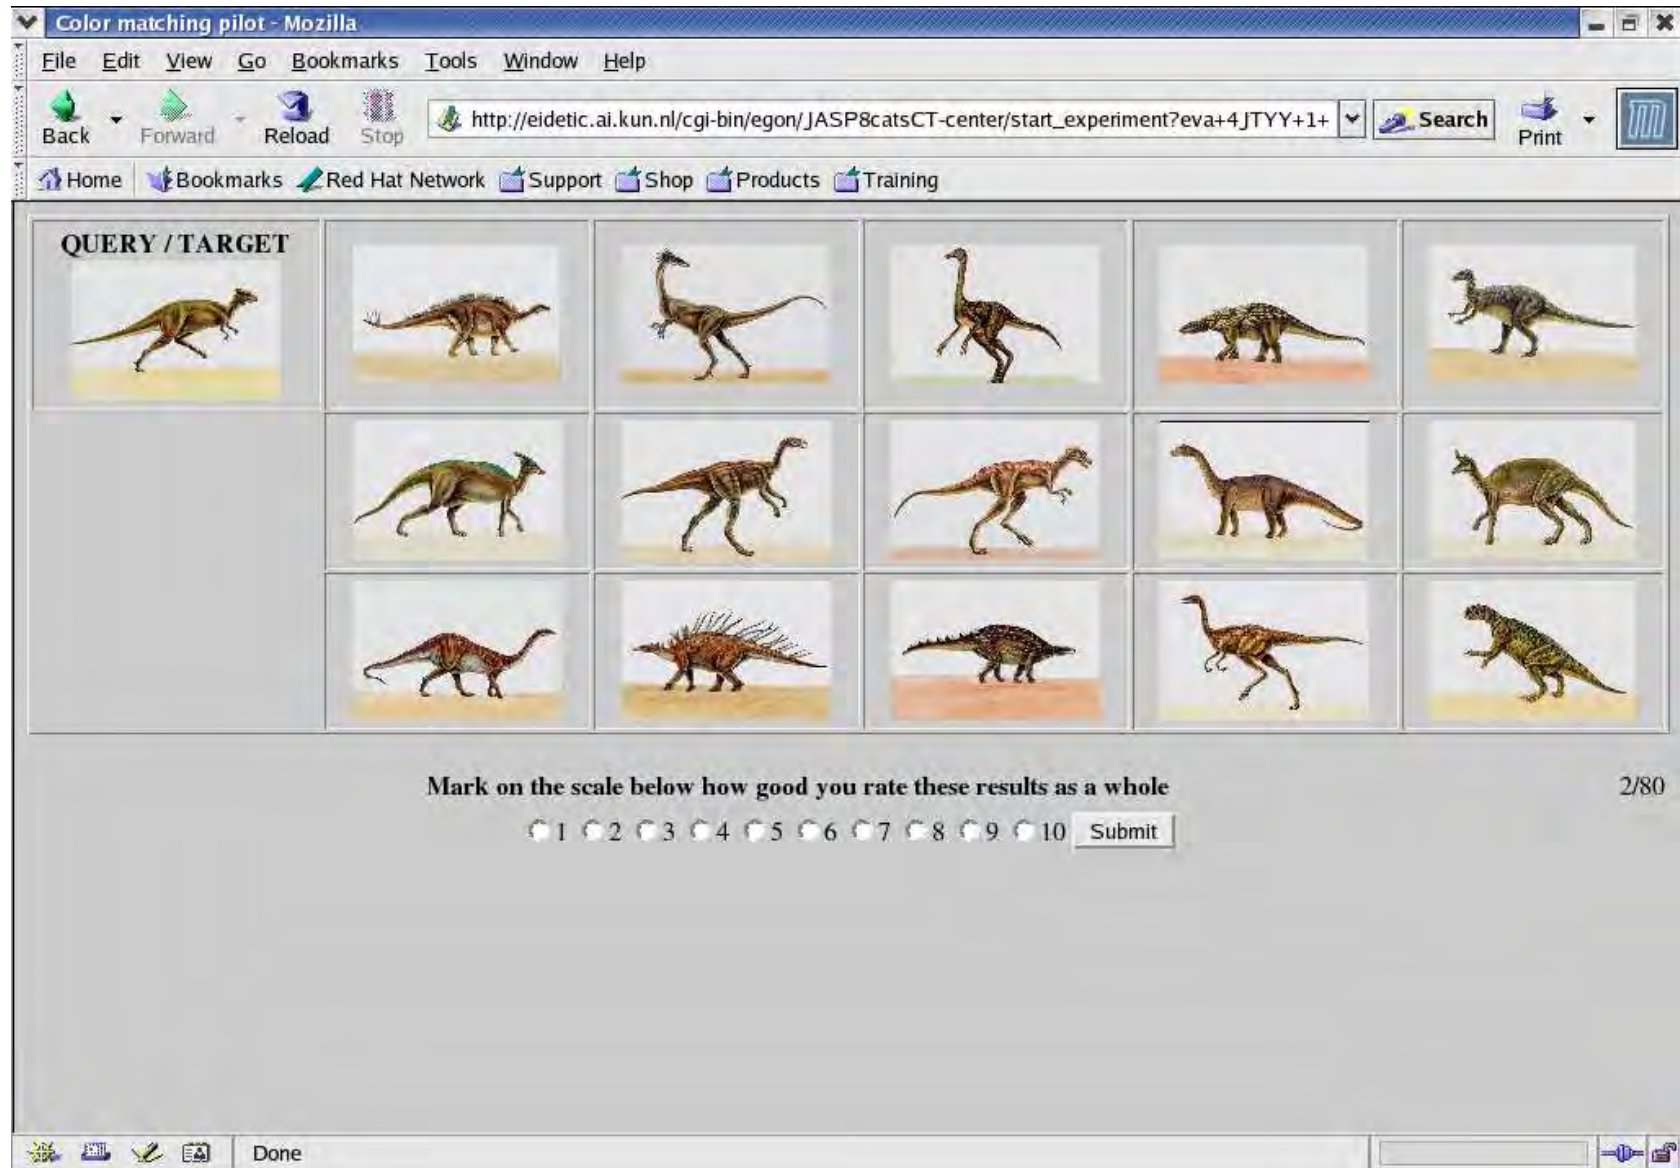 Color matching pilot - Mozilla
File Edit View Go Bookmarks Tools Window Help
Back Forward Reload Stop http://eidetic.ai.kun.nl/cgi-bin/egon/JASP8catsCT-center/start_experiment?eva+4JTYY+1+ Search Print
Home Bookmarks Red Hat Network Support Shop Products Training
QUERY / TARGET
Mark on the scale below how good you rate these results as a whole 2/80
1 2 3 4 5 6 7 8 9 10 Submit
Done